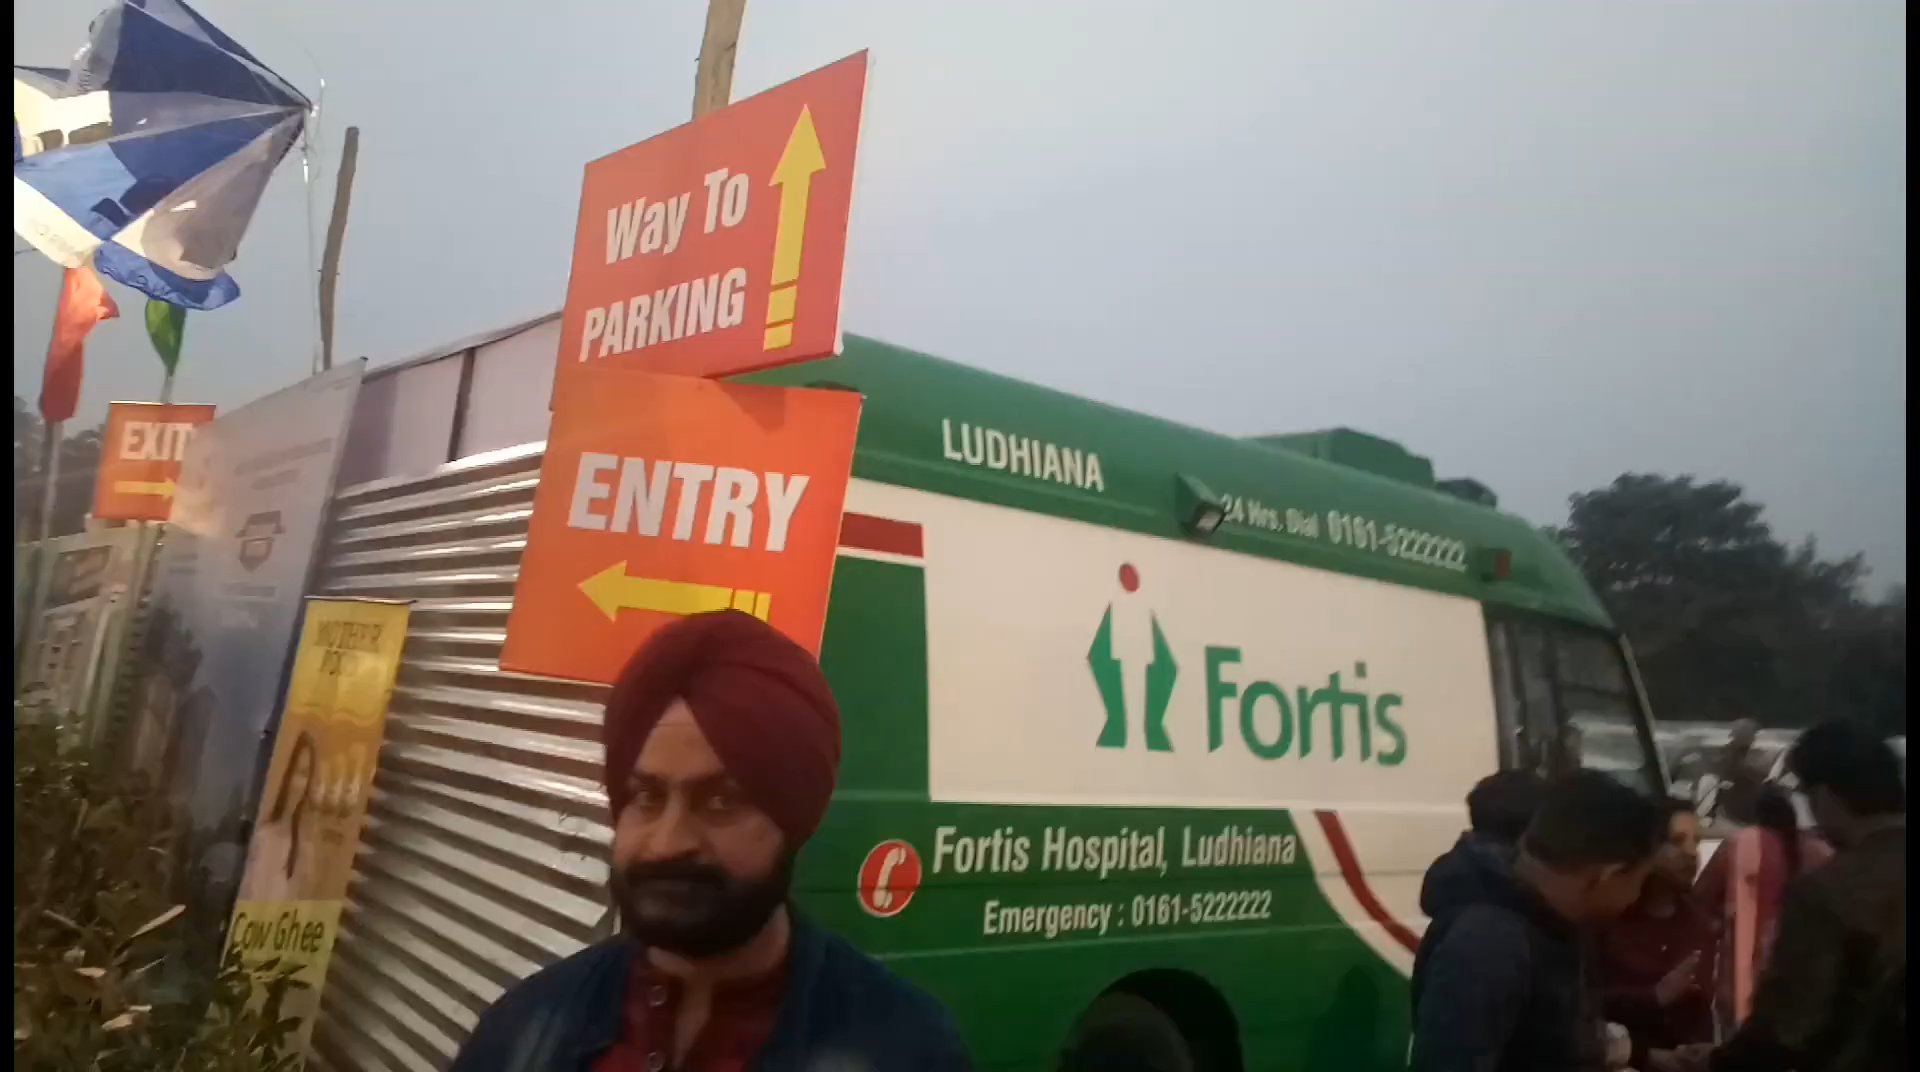 Way To
PARKING
ENTRY
EXIT
LUDHIANA
24 Hrs. Dial 0161-5222222
Fortis
Fortis Hospital, Ludhiana
Emergency : 0161-5222222
MOTHER
Cow Ghee